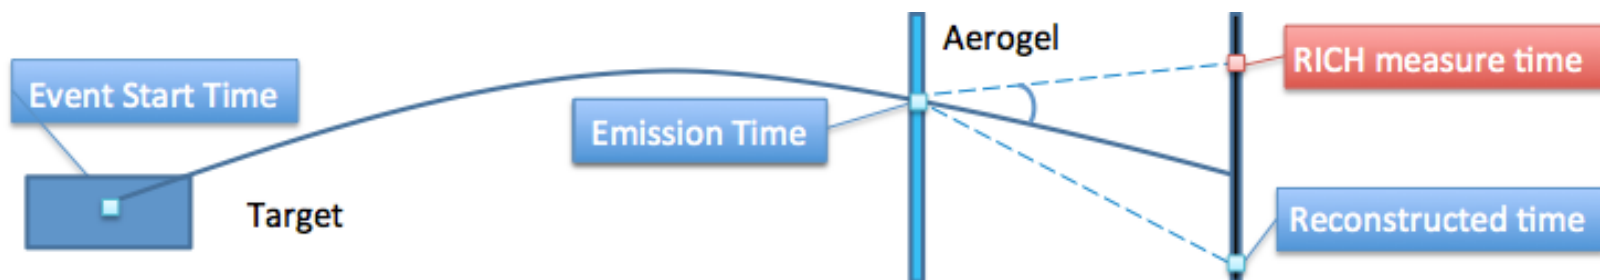 Aerogel
RICH measure time
Event Start Time
Emission Time
Target
Reconstructed time